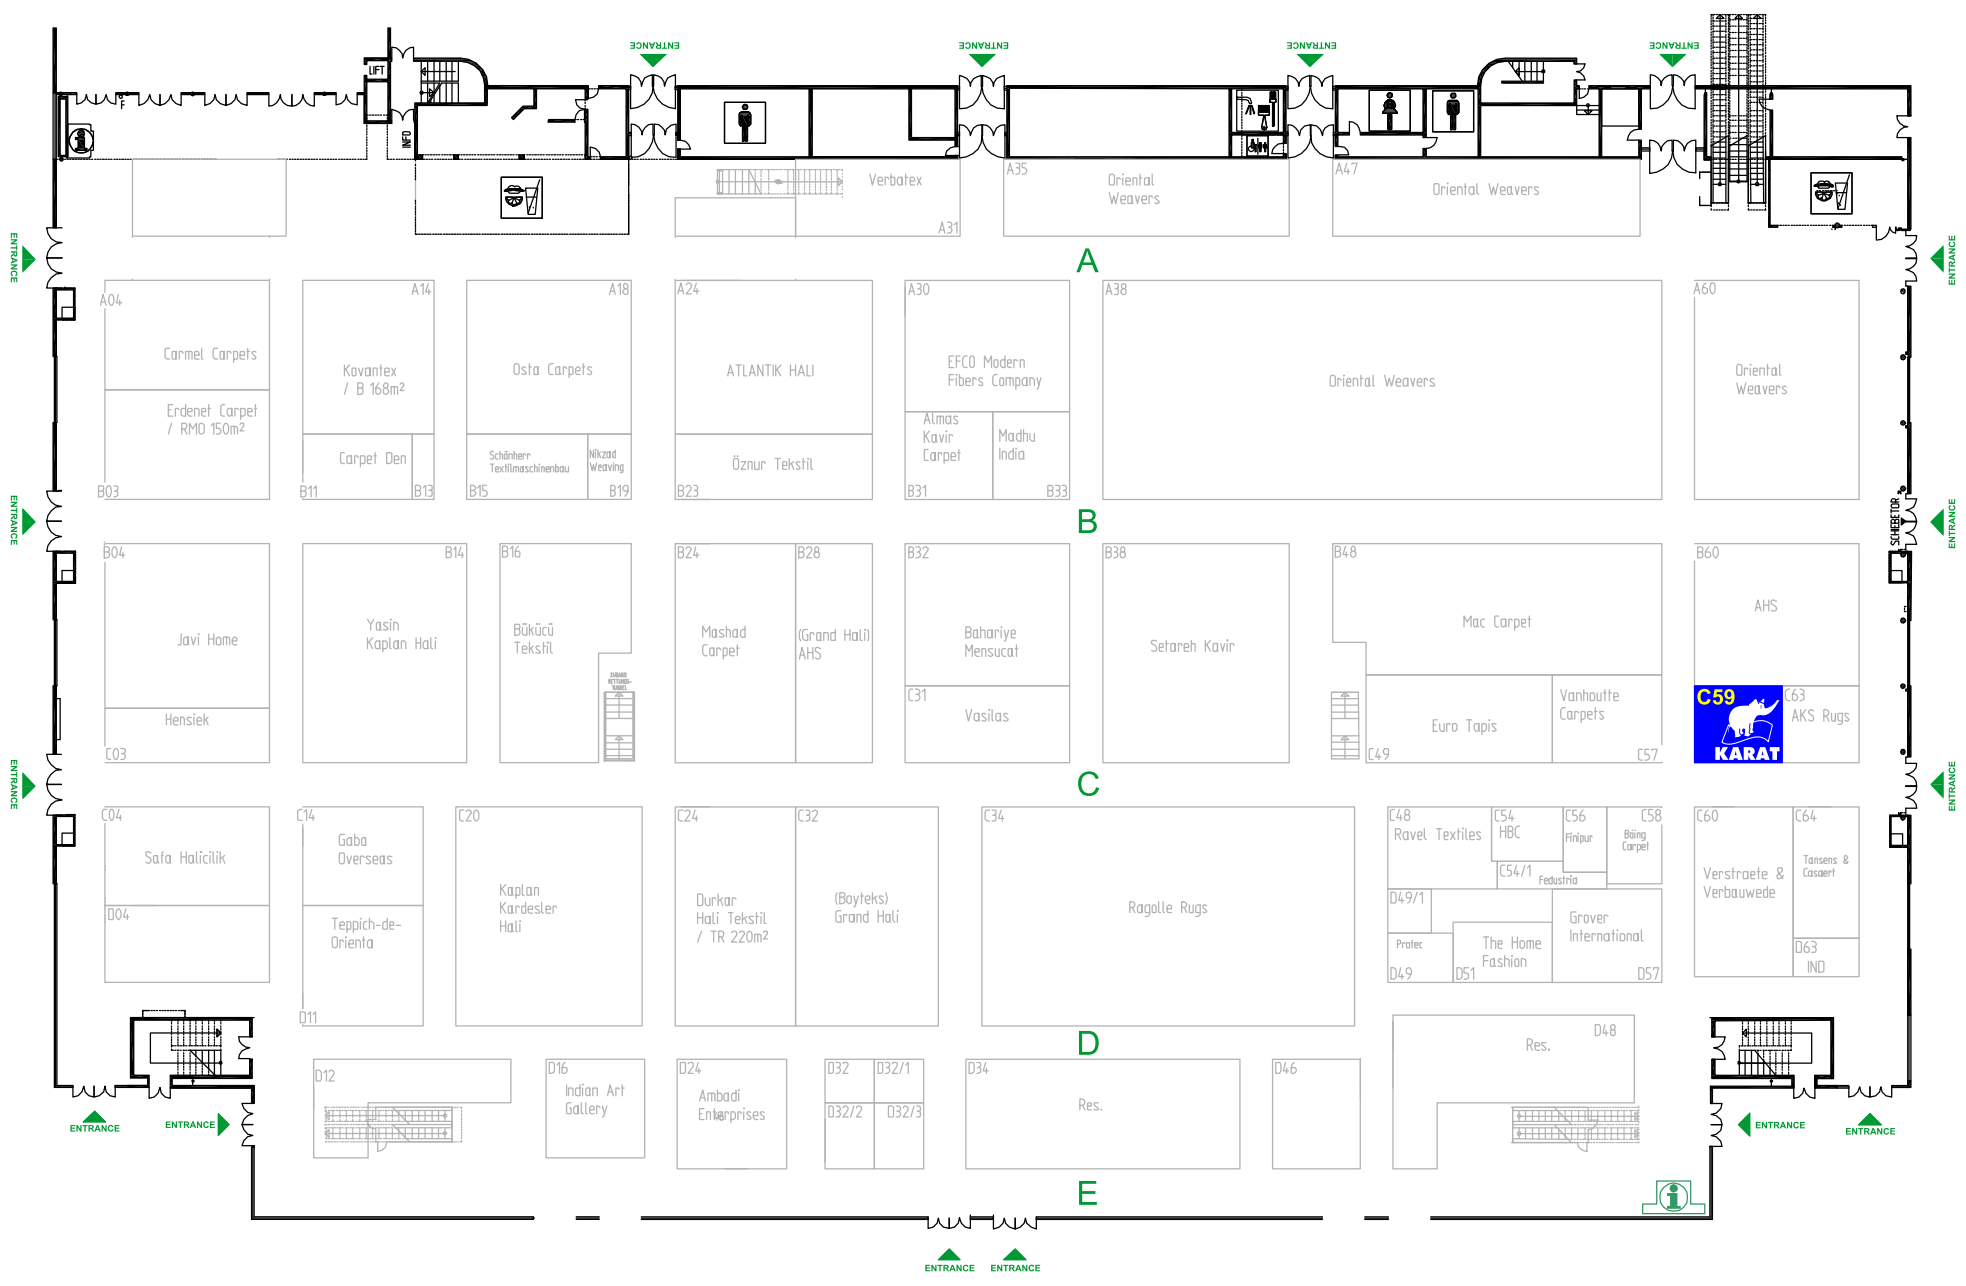 ENTRANCE
ENTRANCE
ENTRANCE
ENTRANCE
LIFT
INFO
F
Verbatex
A31
A35
Oriental
Weavers
A47
Oriental Weavers
ENTRANCE
A
ENTRANCE
A04
Carmel Carpets
Erdenet Carpet
/ RMO 150m²
B03
A14
Kovantex
/ B 168m²
Carpet Den
B11
B13
A18
Osta Carpets
Schönherr
Textilmaschinenbau
B15
Nikzad
Weaving
B19
A24
ATLANTIK HALI
Öznur Tekstil
B23
A30
EFCO Modern
Fibers Company
Almas
Kavir
Carpet
B31
Madhu
India
B33
A38
Oriental Weavers
A60
Oriental
Weavers
ENTRANCE
B
SCHIEBETOR
ENTRANCE
B04
Javi Home
Hensiek
C03
B14
Yasin
Kaplan Hali
B16
Bükücü
Tekstil
ZUGANG
RETTUNGS-
TUNNEL
B24
Mashad
Carpet
B28
(Grand Hali)
AHS
B32
Bahariye
Mensucat
C31
Vasilas
B38
Setareh Kavir
B48
Mac Carpet
Euro Tapis
C49
Vanhoutte
Carpets
C57
B60
AHS
C59
KARAT
C63
AKS Rugs
ENTRANCE
C
ENTRANCE
C04
Safa Halicilik
D04
C14
Gaba
Overseas
Teppich-de-
Orienta
D11
C20
Kaplan
Kardesler
Hali
C24
Durkar
Hali Tekstil
/ TR 220m²
C32
(Boyteks)
Grand Hali
C34
Ragolle Rugs
C48
Ravel Textiles
C54
HBC
C56
Finipur
C58
Böing
Carpet
C54/1
Fedustria
D49/1
Protec
D49
The Home
Fashion
D51
Grover
International
D57
C60
Verstraete &
Verbauwede
C64
Tansens &
Casaert
D63
IND
D
D12
D16
Indian Art
Gallery
D24
Ambadi
Enterprises
D32
D32/1
D32/2
D32/3
D34
Res.
D46
D48
Res.
ENTRANCE
ENTRANCE
ENTRANCE
ENTRANCE
E
i
ENTRANCE
ENTRANCE